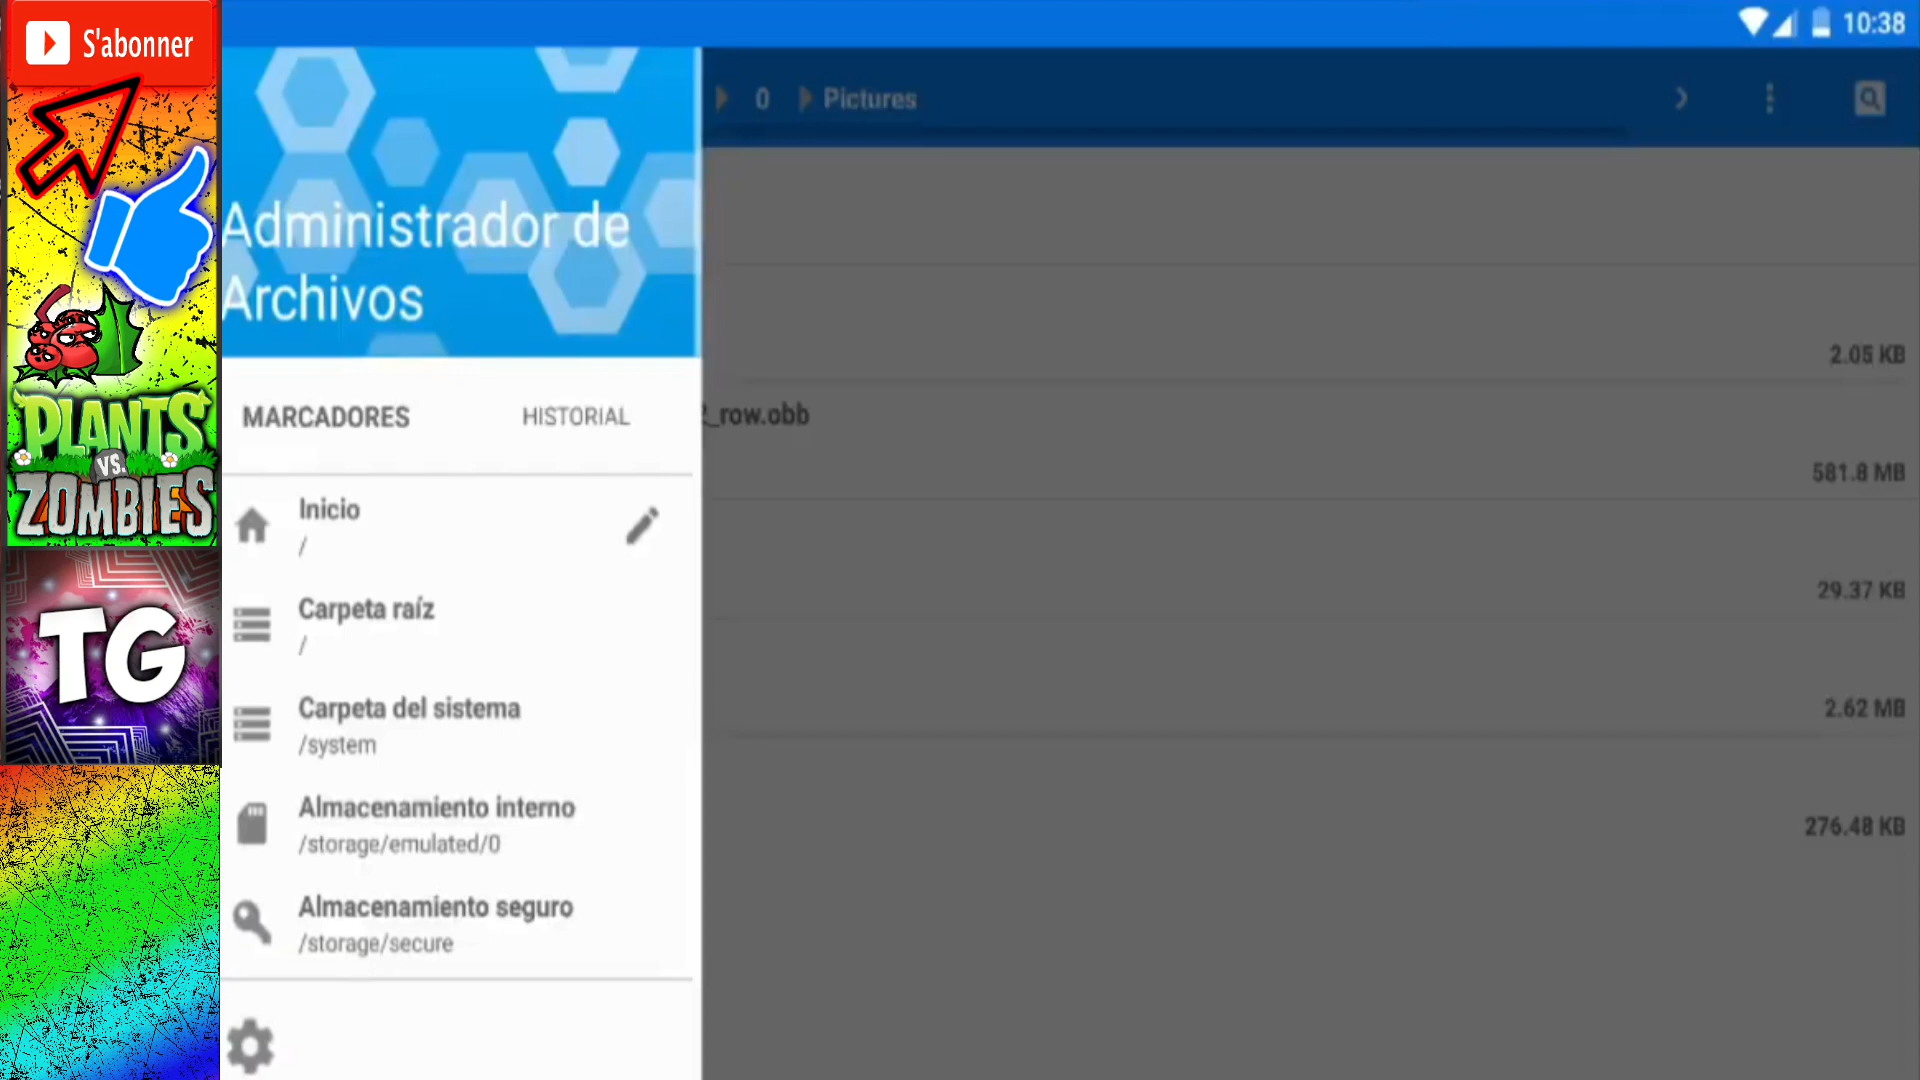 S'abonner
10:38
0
Pictures
Administrador de
Archivos
MARCADORES
HISTORIAL
Inicio
/
Carpeta raíz
/
Carpeta del sistema
/system
Almacenamiento interno
/storage/emulated/0
Almacenamiento seguro
/storage/secure
2.05 KB
_row.obb
581.8 MB
29.37 KB
2.62 MB
276.48 KB
PLANTS
VS.
ZOMBIES
TG